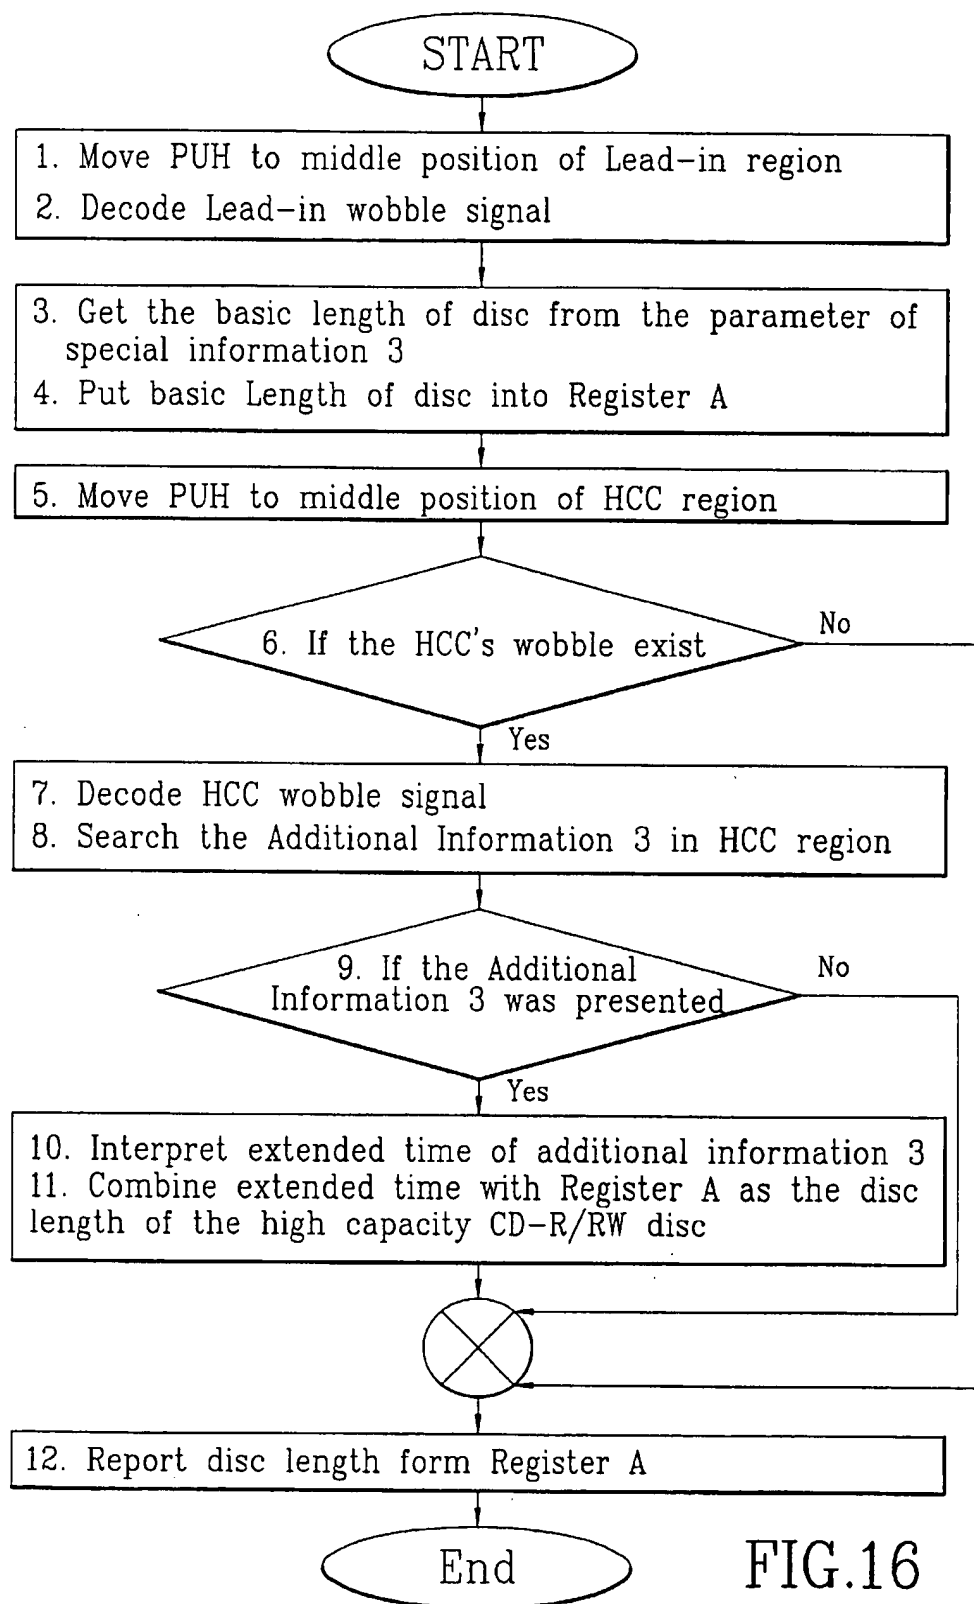 START
1. Move PUH to middle position of Lead-in region
2. Decode Lead-in wobble signal
3. Get the basic length of disc from the parameter of
special information 3
4. Put basic Length of disc into Register A
5. Move PUH to middle position of HCC region
6. If the HCC's wobble exist
No
Yes
7. Decode HCC wobble signal
8. Search the Additional Information 3 in HCC region
9. If the Additional
Information 3 was presented
No
Yes
10. Interpret extended time of additional information 3
11. Combine extended time with Register A as the disc
length of the high capacity CD-R/RW disc
12. Report disc length form Register A
End
FIG.16